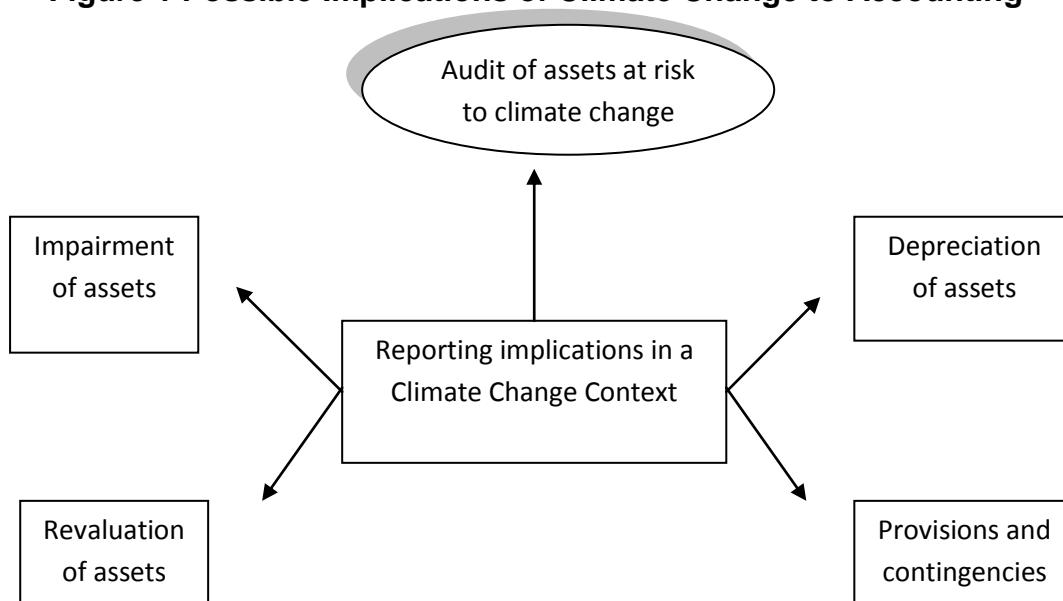 Figure 1 Possible Implications of Climate Change to Accounting
Audit of assets at risk
to climate change
Impairment
of assets
Depreciation
of assets
Reporting implications in a
Climate Change Context
Revaluation
of assets
Provisions and
contingencies